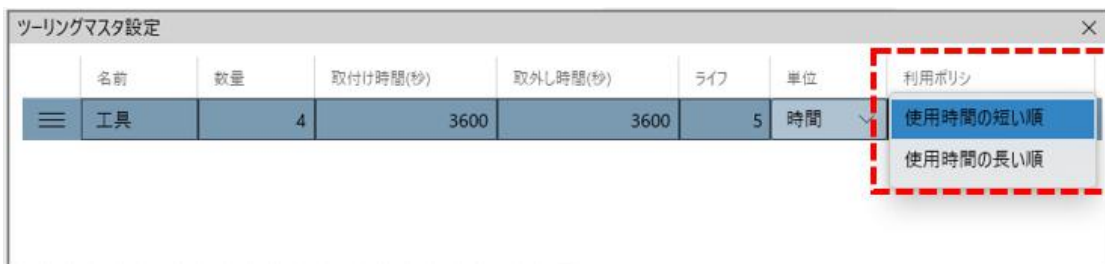 ツーリングマスタ設定
名前 数量 取付け時間(秒) 取外し時間(秒) ライフ 単位 利用ポリシ
工具 4 3600 3600 5 時間 使用時間の短い順
使用時間の長い順